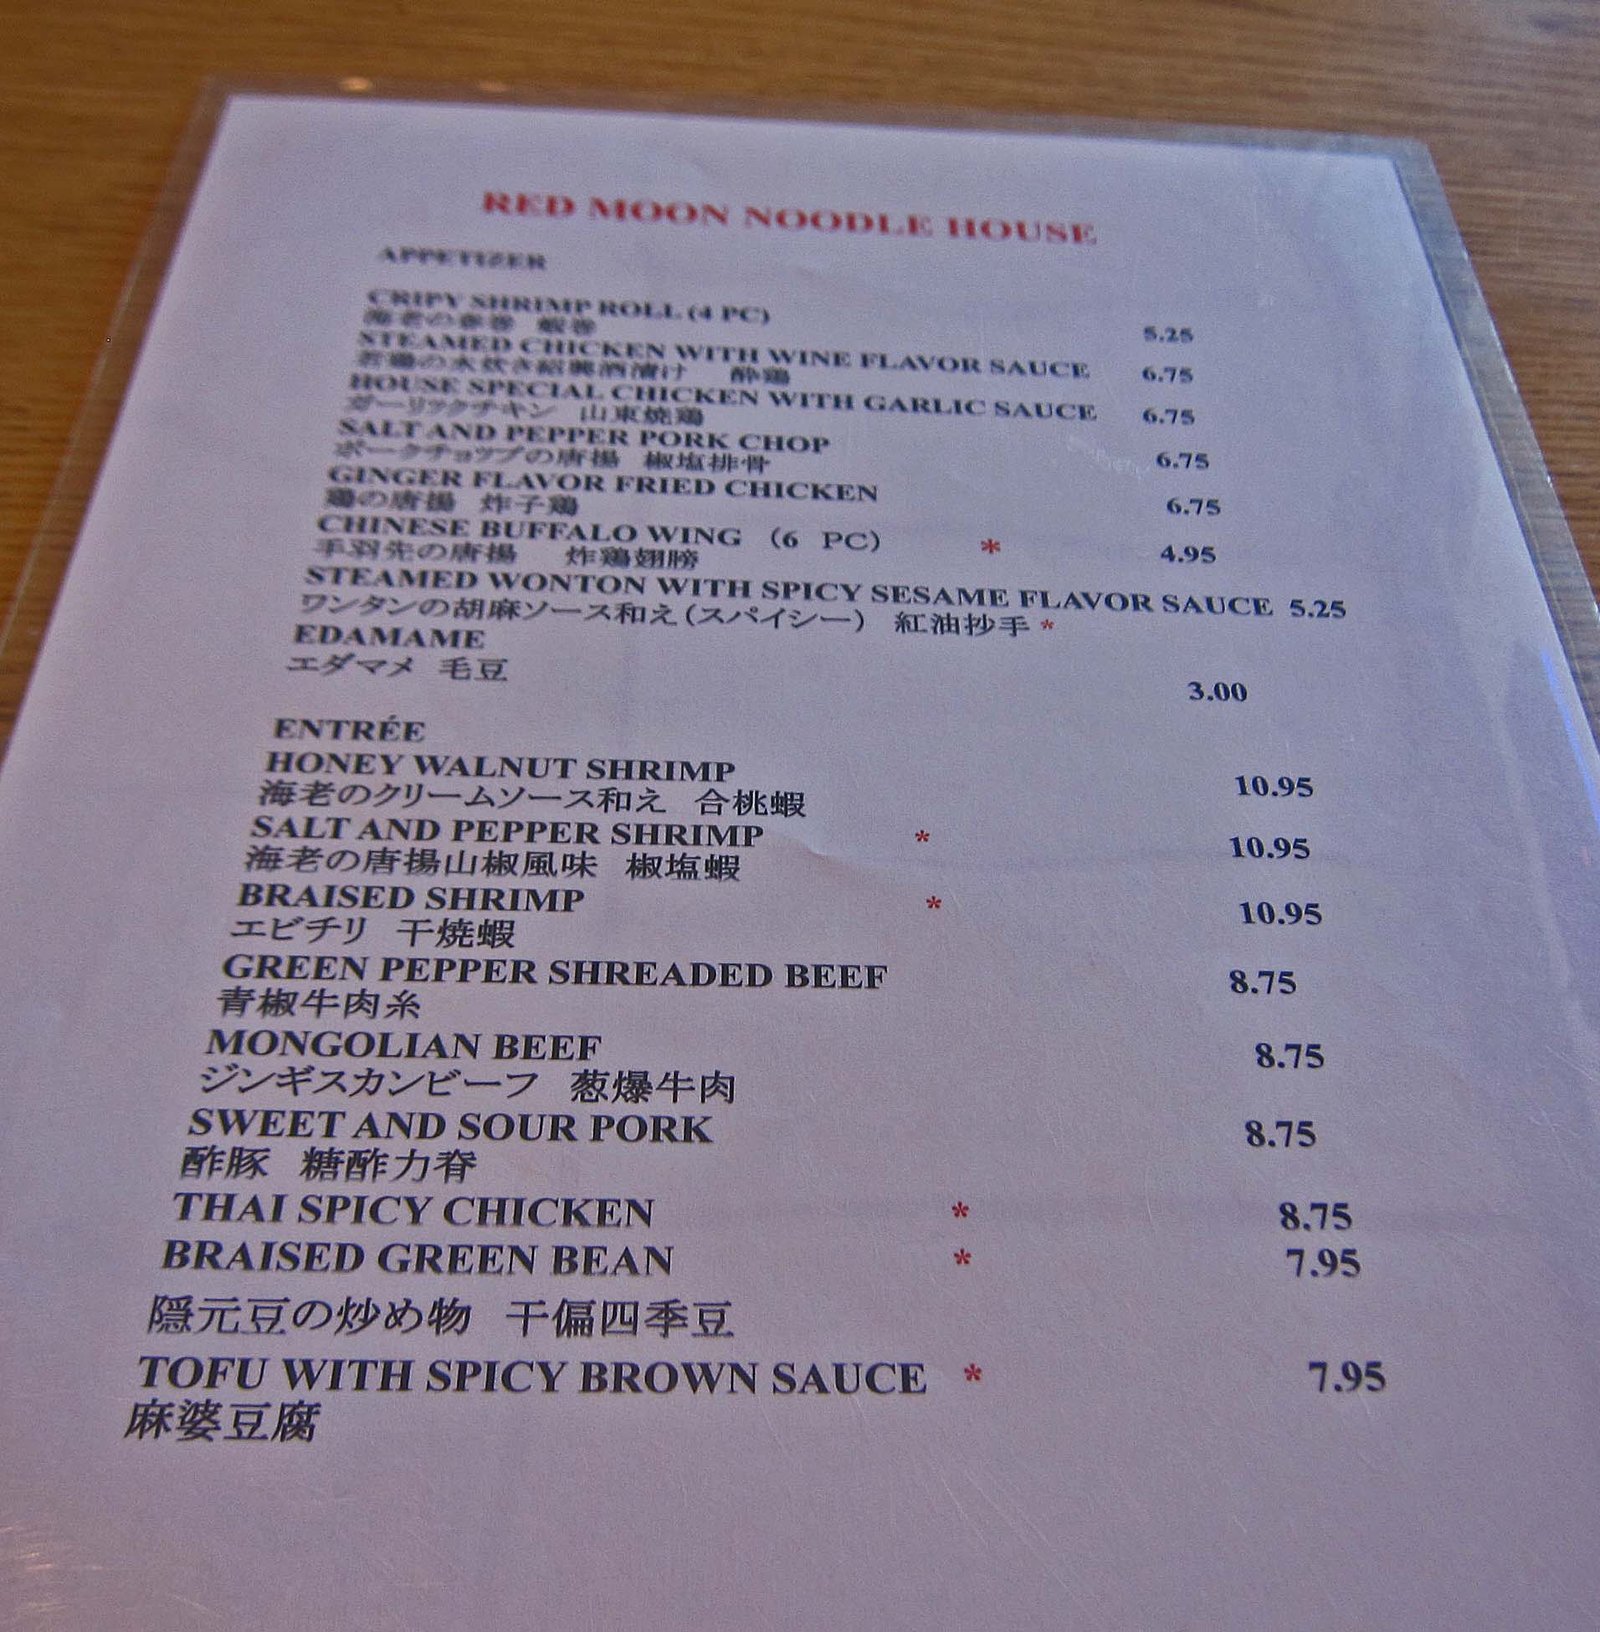 RED MOON NOODLE HOUSE
APPETIZER
CRIPY SHRIMP ROLL (4 PC)
海老の春巻 蝦巻 5.25
STEAMED CHICKEN WITH WINE FLAVOR SAUCE 6.75
若鶏の水炊き紹興酒漬け 酔鶏
HOUSE SPECIAL CHICKEN WITH GARLIC SAUCE 6.75
ガーリックチキン 山東焼鶏
SALT AND PEPPER PORK CHOP 6.75
ポークチョップの唐揚 椒塩排骨
GINGER FLAVOR FRIED CHICKEN 6.75
鶏の唐揚 炸子鶏
CHINESE BUFFALO WING (6 PC) * 4.95
手羽先の唐揚 炸鶏翅膀
STEAMED WONTON WITH SPICY SESAME FLAVOR SAUCE 5.25
ワンタンの胡麻ソース和え(スパイシー) 紅油抄手 *
EDAMAME
エダマメ 毛豆 3.00
ENTRÉE
HONEY WALNUT SHRIMP 10.95
海老のクリームソース和え 合桃蝦
SALT AND PEPPER SHRIMP * 10.95
海老の唐揚山椒風味 椒塩蝦
BRAISED SHRIMP * 10.95
エビチリ 干焼蝦
GREEN PEPPER SHREADED BEEF 8.75
青椒牛肉糸
MONGOLIAN BEEF 8.75
ジンギスカンビーフ 葱爆牛肉
SWEET AND SOUR PORK 8.75
酢豚 糖酢力脊
THAI SPICY CHICKEN * 8.75
BRAISED GREEN BEAN * 7.95
隠元豆の炒め物 干偏四季豆
TOFU WITH SPICY BROWN SAUCE * 7.95
麻婆豆腐